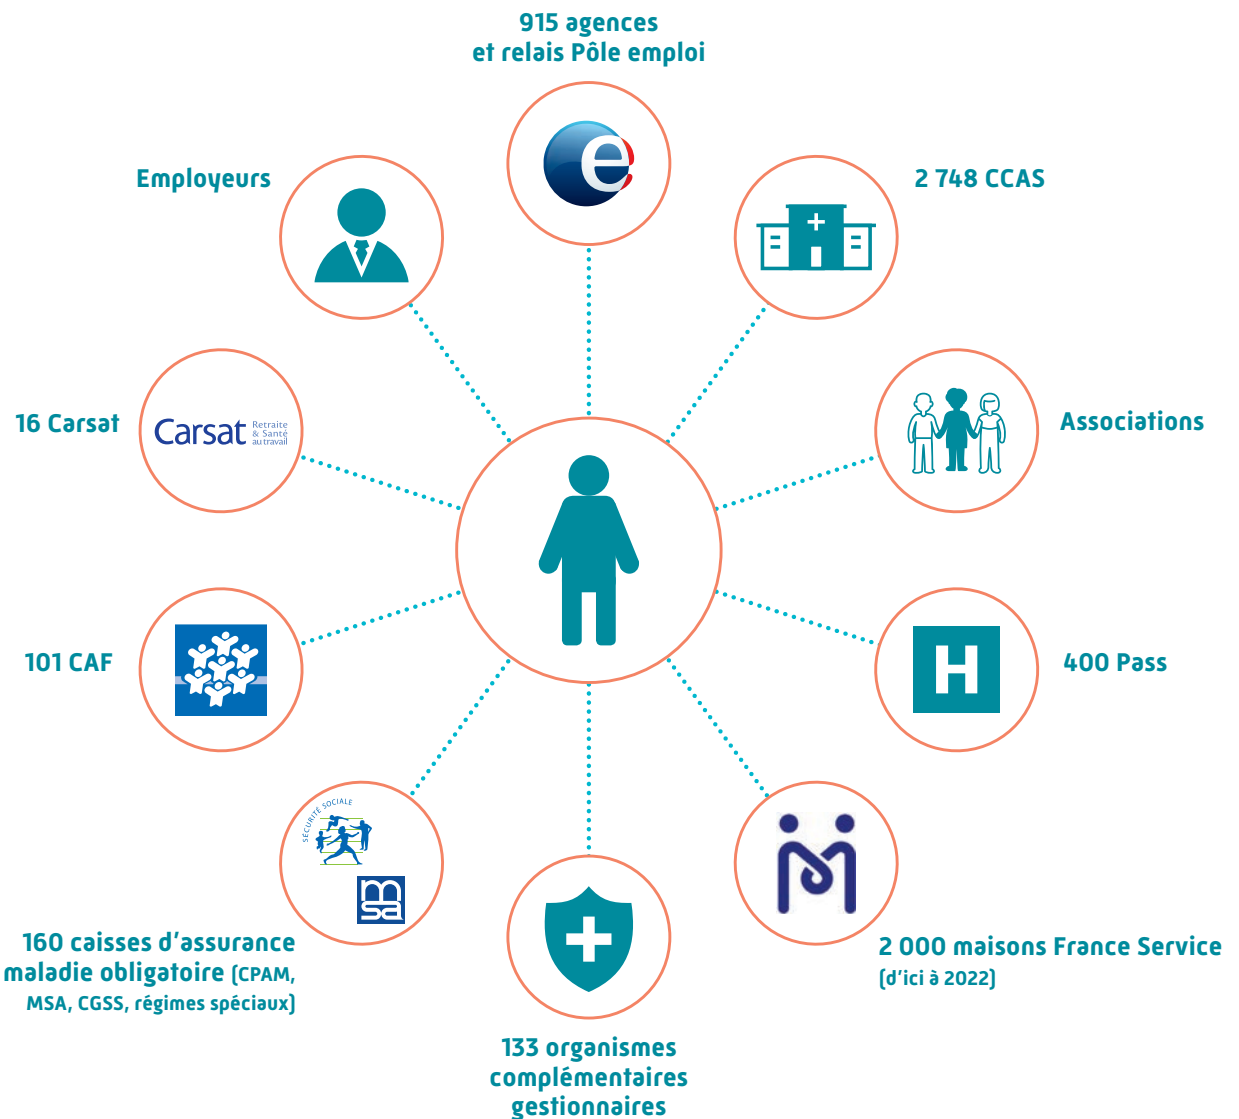 915 agences
et relais Pôle emploi
e
Employeurs
2 748 CCAS
16 Carsat
Carsat Retraite
& Santé
au travail
Associations
101 CAF
400 Pass
H
SÉCURITÉ SOCIALE
msa
160 caisses d'assurance
maladie obligatoire (CPAM,
MSA, CGSS, régimes spéciaux)
2 000 maisons France Service
(d'ici à 2022)
133 organismes
complémentaires
gestionnaires